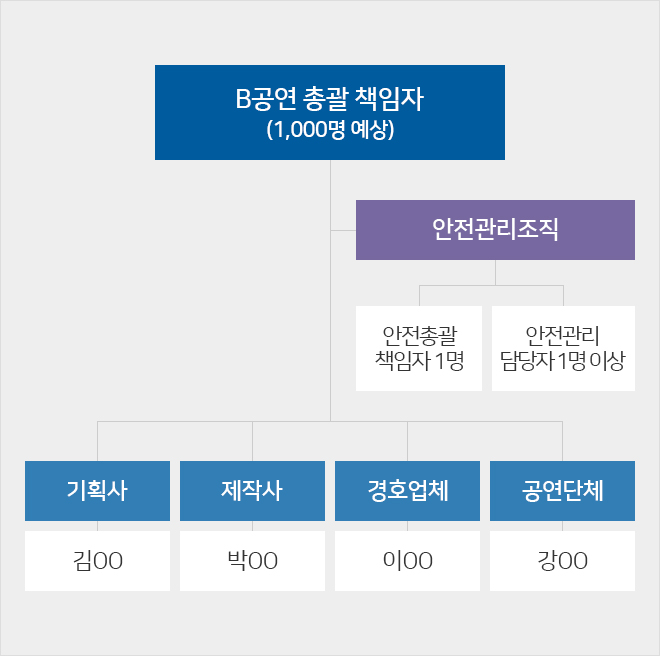 B공연 총괄 책임자
(1,000명 예상)
안전관리조직
안전총괄
책임자 1명
안전관리
담당자 1명 이상
기획사
제작사
경호업체
공연단체
김OO
박OO
이OO
강OO